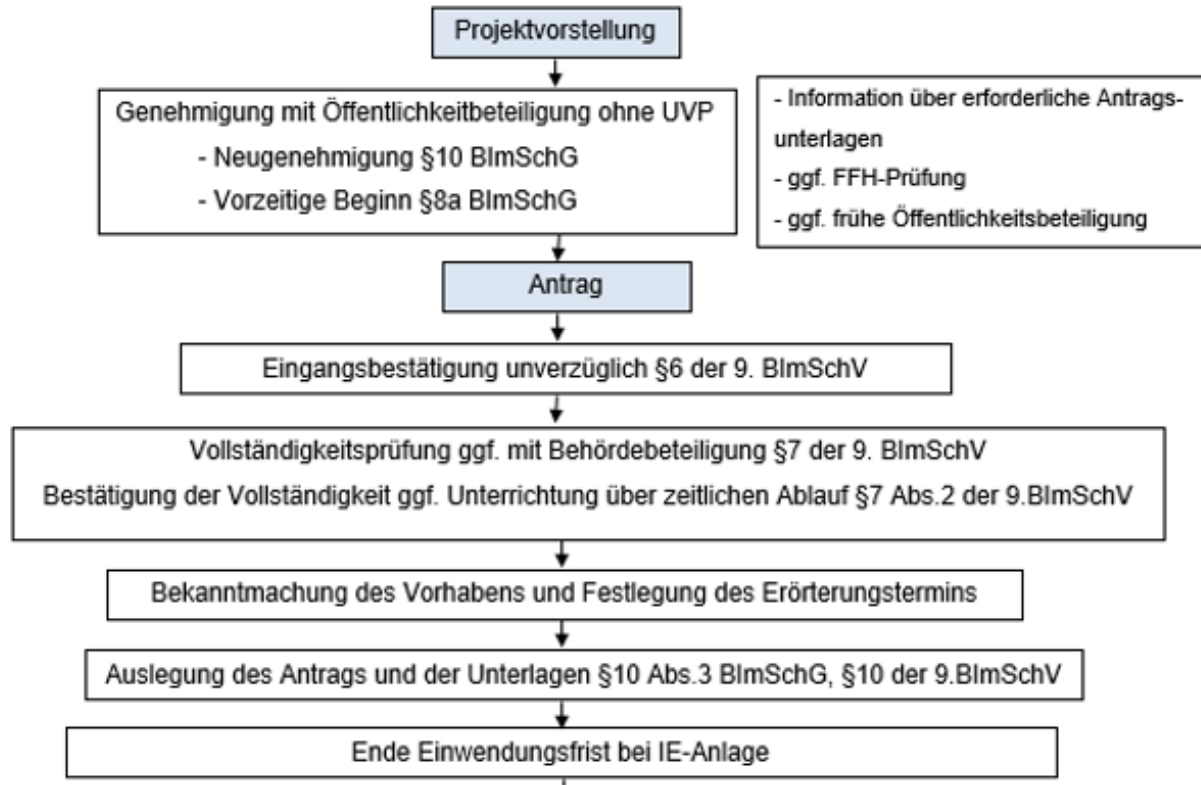 Projektvorstellung
Genehmigung mit Öffentlichkeitbeteiligung ohne UVP
- Neugenehmigung §10 BImSchG
- Vorzeitige Beginn §8a BImSchG
- Information über erforderliche Antrags-
unterlagen
- ggf. FFH-Prüfung
- ggf. frühe Öffentlichkeitsbeteiligung
Antrag
Eingangsbestätigung unverzüglich §6 der 9. BImSchV
Vollständigkeitsprüfung ggf. mit Behördebeteiligung §7 der 9. BImSchV
Bestätigung der Vollständigkeit ggf. Unterrichtung über zeitlichen Ablauf §7 Abs.2 der 9.BImSchV
Bekanntmachung des Vorhabens und Festlegung des Erörterungstermins
Auslegung des Antrags und der Unterlagen §10 Abs.3 BImSchG, §10 der 9.BImSchV
Ende Einwendungsfrist bei IE-Anlage